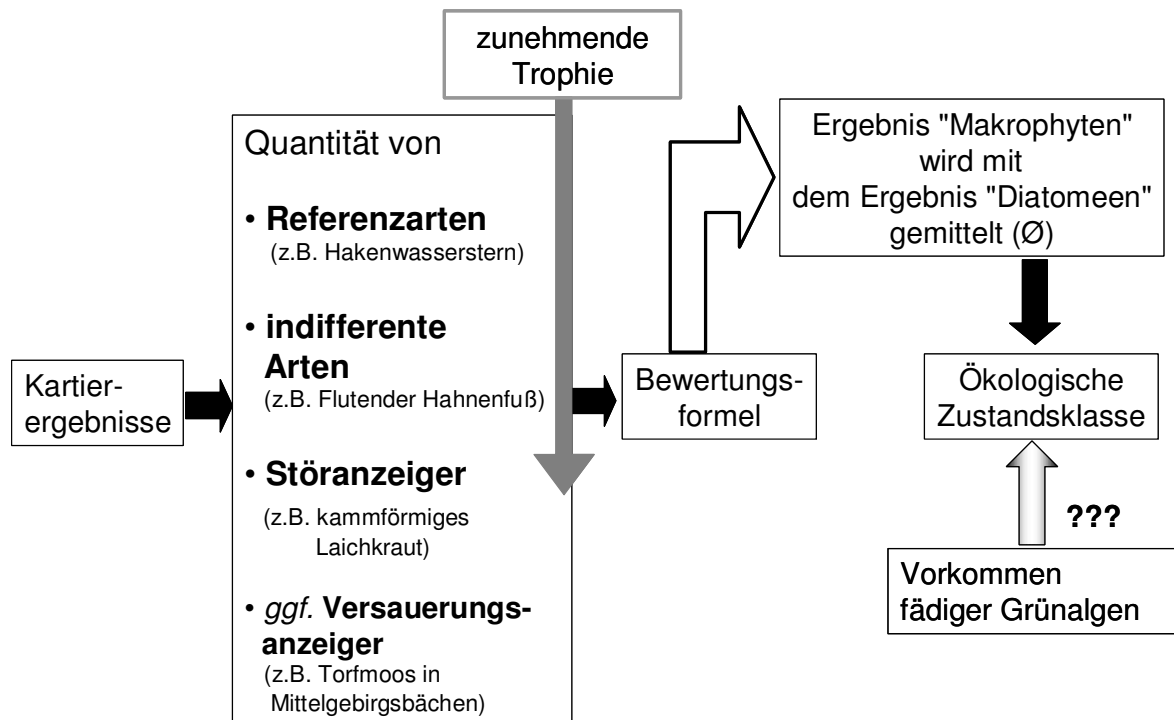 zunehmende
Trophie
Quantität von
• Referenzarten
(z.B. Hakenwasserstern)
• indifferente
Arten
(z.B. Flutender Hahnenfuß)
• Störanzeiger
(z.B. kammförmiges
Laichkraut)
• ggf. Versauerungs-
anzeiger
(z.B. Torfmoos in
Mittelgebirgsbächen)
Kartier-
ergebnisse
Bewertungs-
formel
Ergebnis "Makrophyten"
wird mit
dem Ergebnis "Diatomeen"
gemittelt (Ø)
Ökologische
Zustandsklasse
???
Vorkommen
fädiger Grünalgen